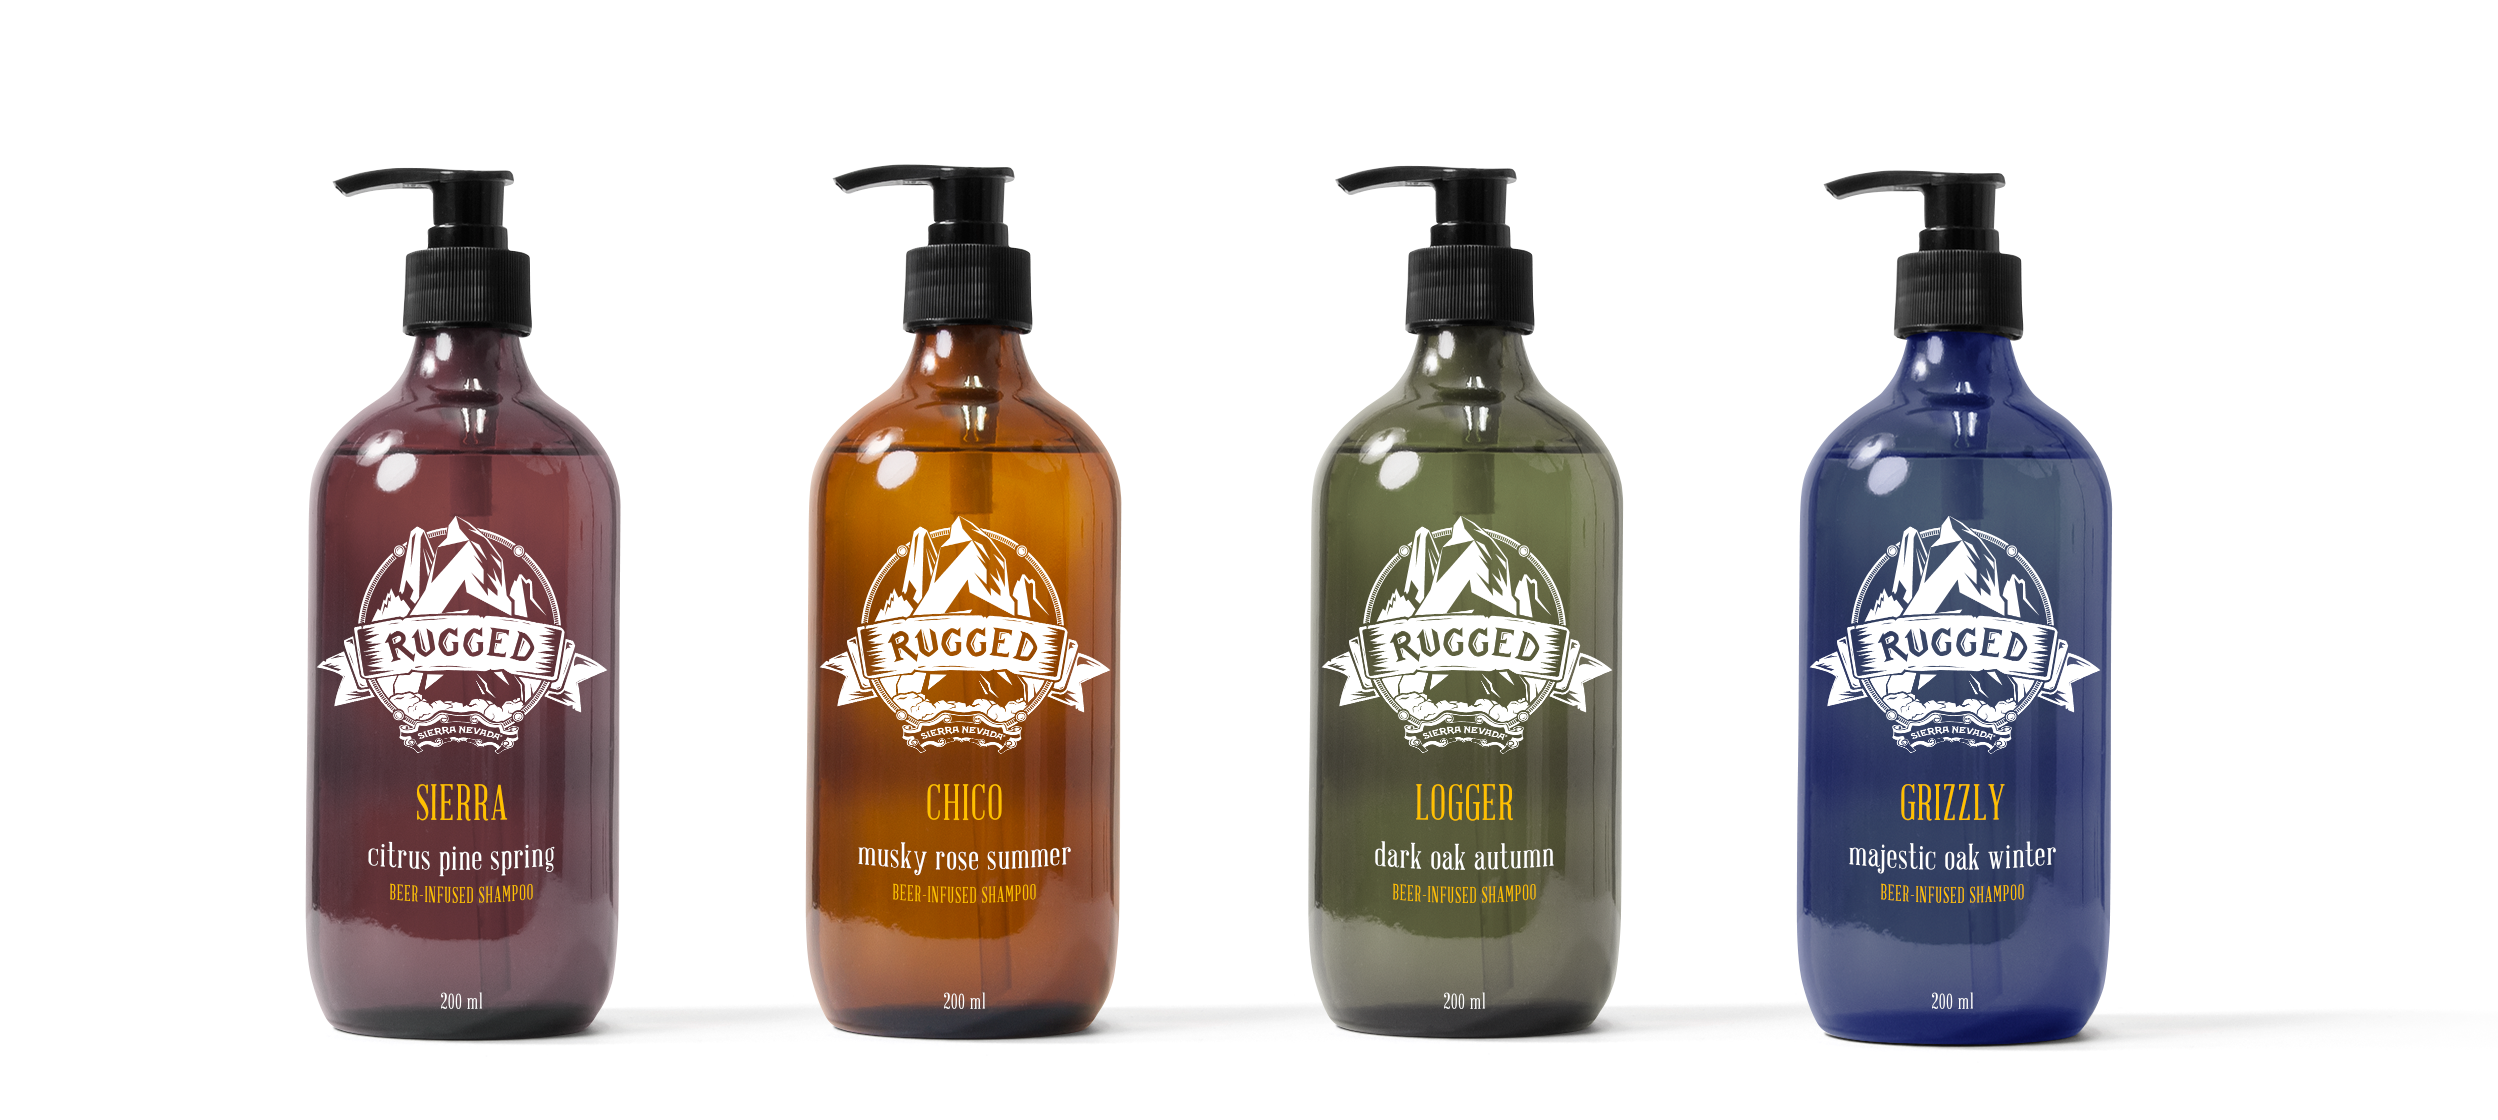 RUGGED
SIERRA NEVADA
SIERRA
citrus pine spring
BEER-INFUSED SHAMPOO
200 ml
RUGGED
SIERRA NEVADA
CHICO
musky rose summer
BEER-INFUSED SHAMPOO
200 ml
RUGGED
SIERRA NEVADA
LOGGER
dark oak autumn
BEER-INFUSED SHAMPOO
200 ml
RUGGED
SIERRA NEVADA
GRIZZLY
majestic oak winter
BEER-INFUSED SHAMPOO
200 ml